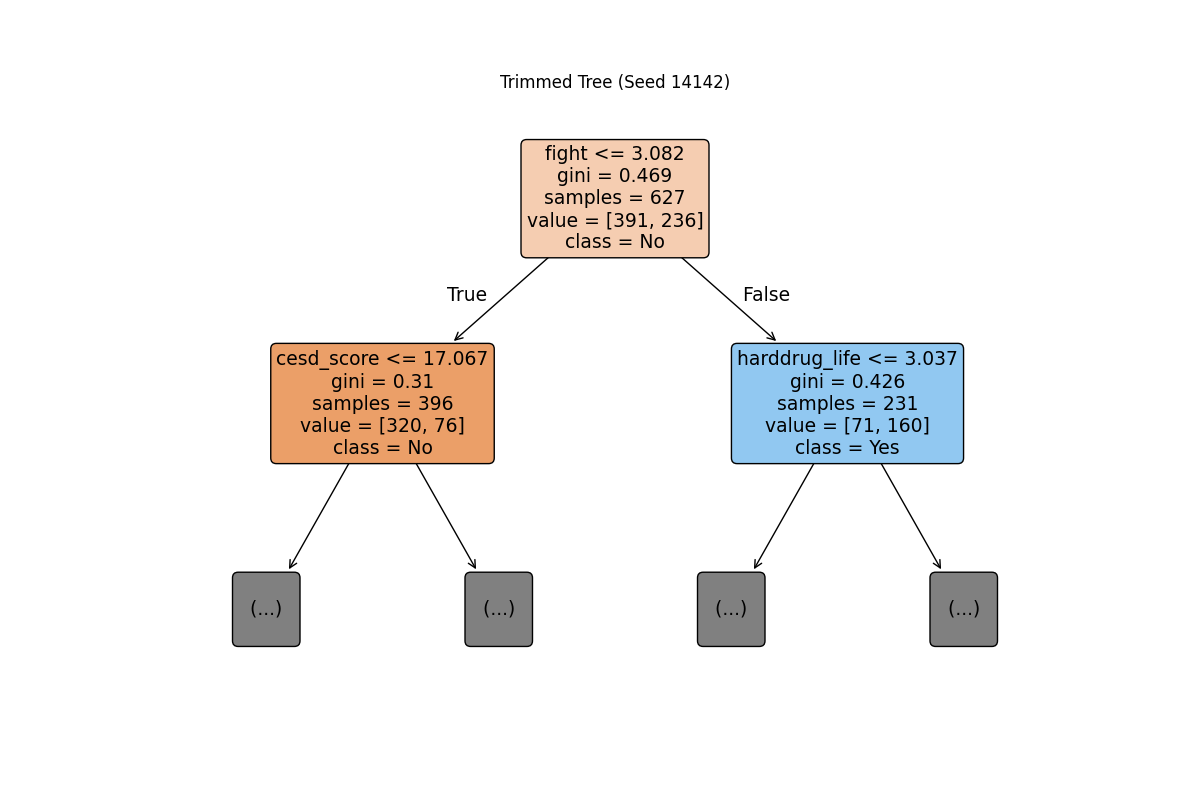 Trimmed Tree (Seed 14142)
fight <= 3.082
gini = 0.469
samples = 627
value = [391, 236]
class = No
True
False
cesd_score <= 17.067
gini = 0.31
samples = 396
value = [320, 76]
class = No
harddrug_life <= 3.037
gini = 0.426
samples = 231
value = [71, 160]
class = Yes
(...)
(...)
(...)
(...)